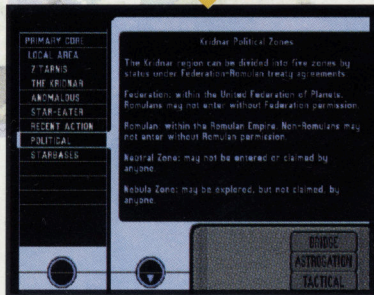 PRIMARY CORE
LOCAL AREA
Z'TARNIS
THE KRIDNAR
ANOMALOUS
STAR-EATER
RECENT ACTION
POLITICAL
STARBASES
Kridnar Political Zones
The Kridnar region can be divided into five zones by
status under Federation-Romulan treaty agreements.
Federation: within the United Federation of Planets.
Romulans may not enter without Federation permission.
Romulan: within the Romulan Empire. Non-Romulans may
not enter without Romulan permission.
Neutral Zone: may not be entered or claimed by
anyone.
Nebula Zone: may be explored, but not claimed, by
anyone.
BRIDGE
ASTROGATION
TACTICAL